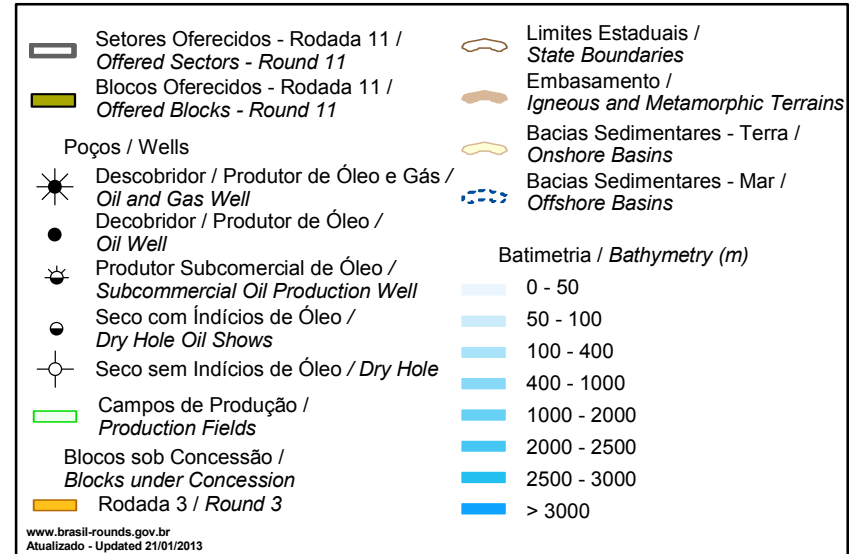 Setores Oferecidos - Rodada 11 /
Offered Sectors - Round 11
Blocos Oferecidos - Rodada 11 /
Offered Blocks - Round 11
Poços / Wells
Descobridor / Produtor de Óleo e Gás /
Oil and Gas Well
Decobridor / Produtor de Óleo /
Oil Well
Produtor Subcomercial de Óleo /
Subcommercial Oil Production Well
Seco com Índícios de Óleo /
Dry Hole Oil Shows
Seco sem Indícios de Óleo / Dry Hole
Campos de Produção /
Production Fields
Blocos sob Concessão /
Blocks under Concession
Rodada 3 / Round 3
www.brasil-rounds.gov.br
Atualizado - Updated 21/01/2013
Limites Estaduais /
State Boundaries
Embasamento /
Igneous and Metamorphic Terrains
Bacias Sedimentares - Terra /
Onshore Basins
Bacias Sedimentares - Mar /
Offshore Basins
Batimetria / Bathymetry (m)
0 - 50
50 - 100
100 - 400
400 - 1000
1000 - 2000
2000 - 2500
2500 - 3000
> 3000